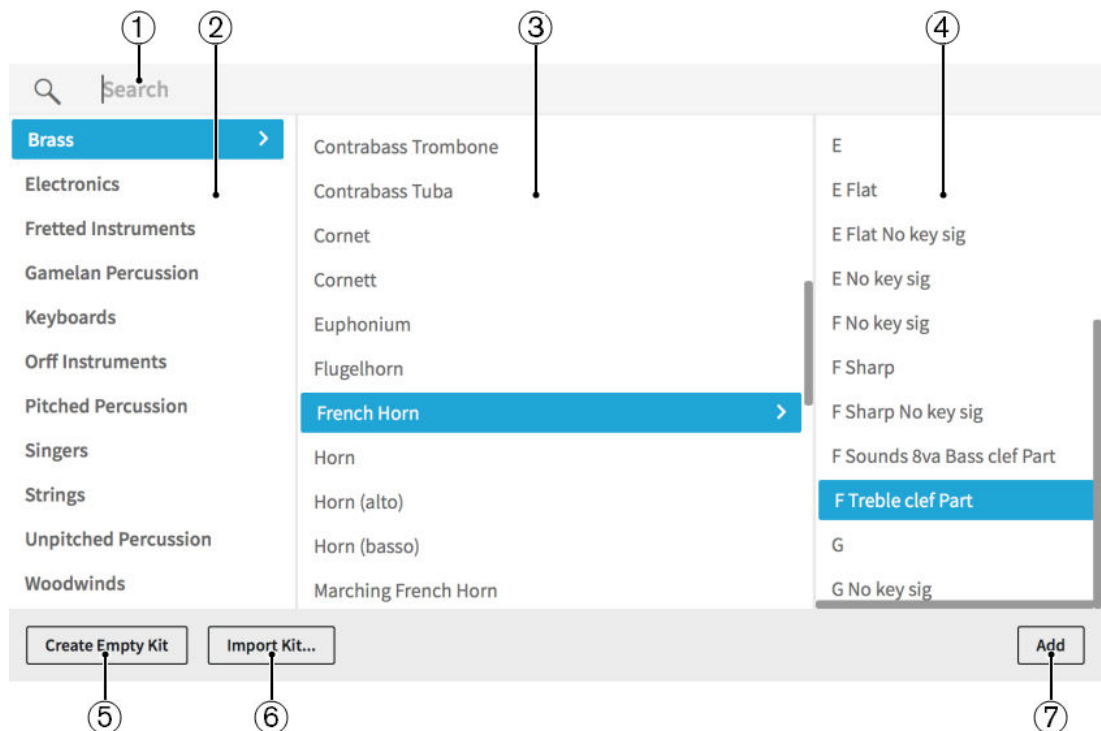 ① ② ③ ④
Search
Brass
Electronics
Fretted Instruments
Gamelan Percussion
Keyboards
Orff Instruments
Pitched Percussion
Singers
Strings
Unpitched Percussion
Woodwinds
Contrabass Trombone
Contrabass Tuba
Cornet
Cornett
Euphonium
Flugelhorn
French Horn
Horn
Horn (alto)
Horn (basso)
Marching French Horn
E
E Flat
E Flat No key sig
E No key sig
F No key sig
F Sharp
F Sharp No key sig
F Sounds 8va Bass clef Part
F Treble clef Part
G
G No key sig
Create Empty Kit
Import Kit...
Add
⑤ ⑥ ⑦